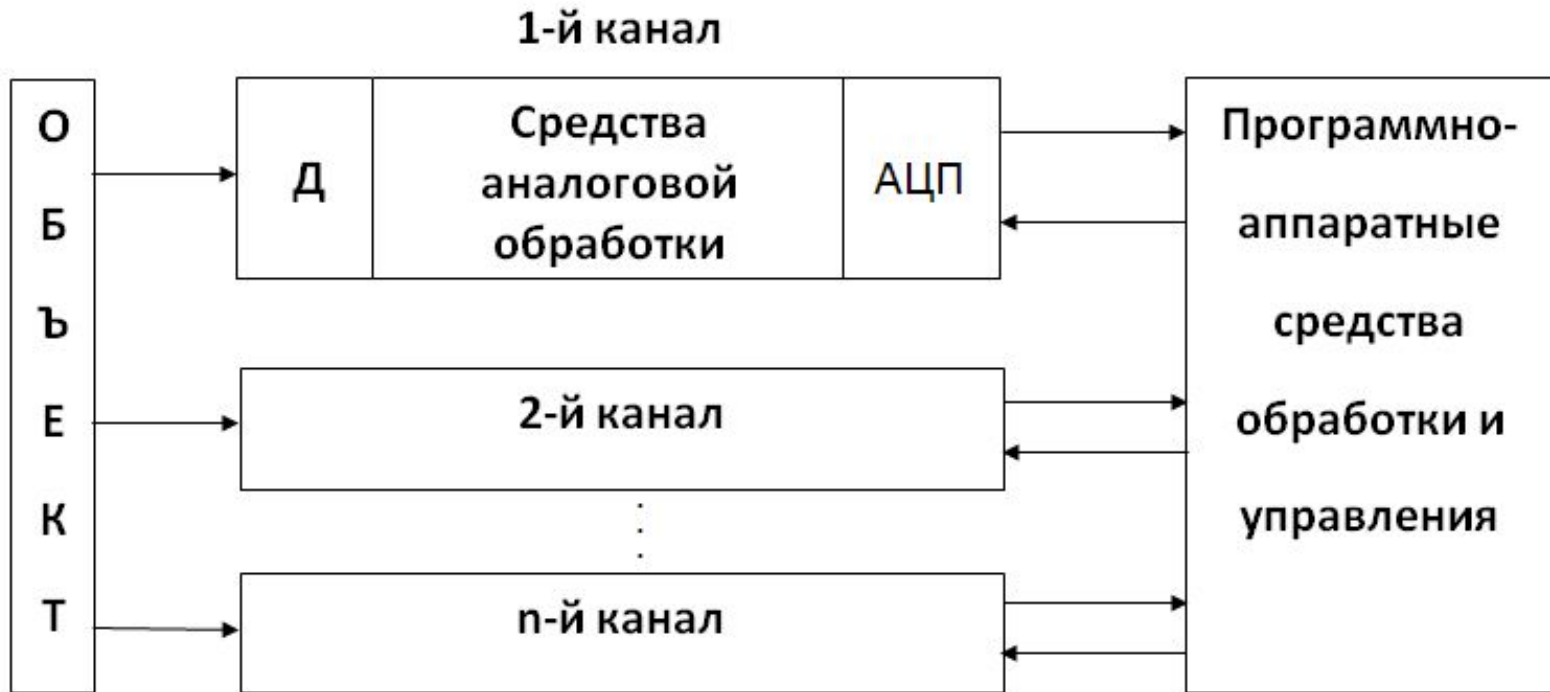 1-й канал
О
Б
Ъ
Е
К
Т
Д
Средства
аналоговой
обработки
АЦП
2-й канал
n-й канал
Программно-
аппаратные
средства
обработки и
управления